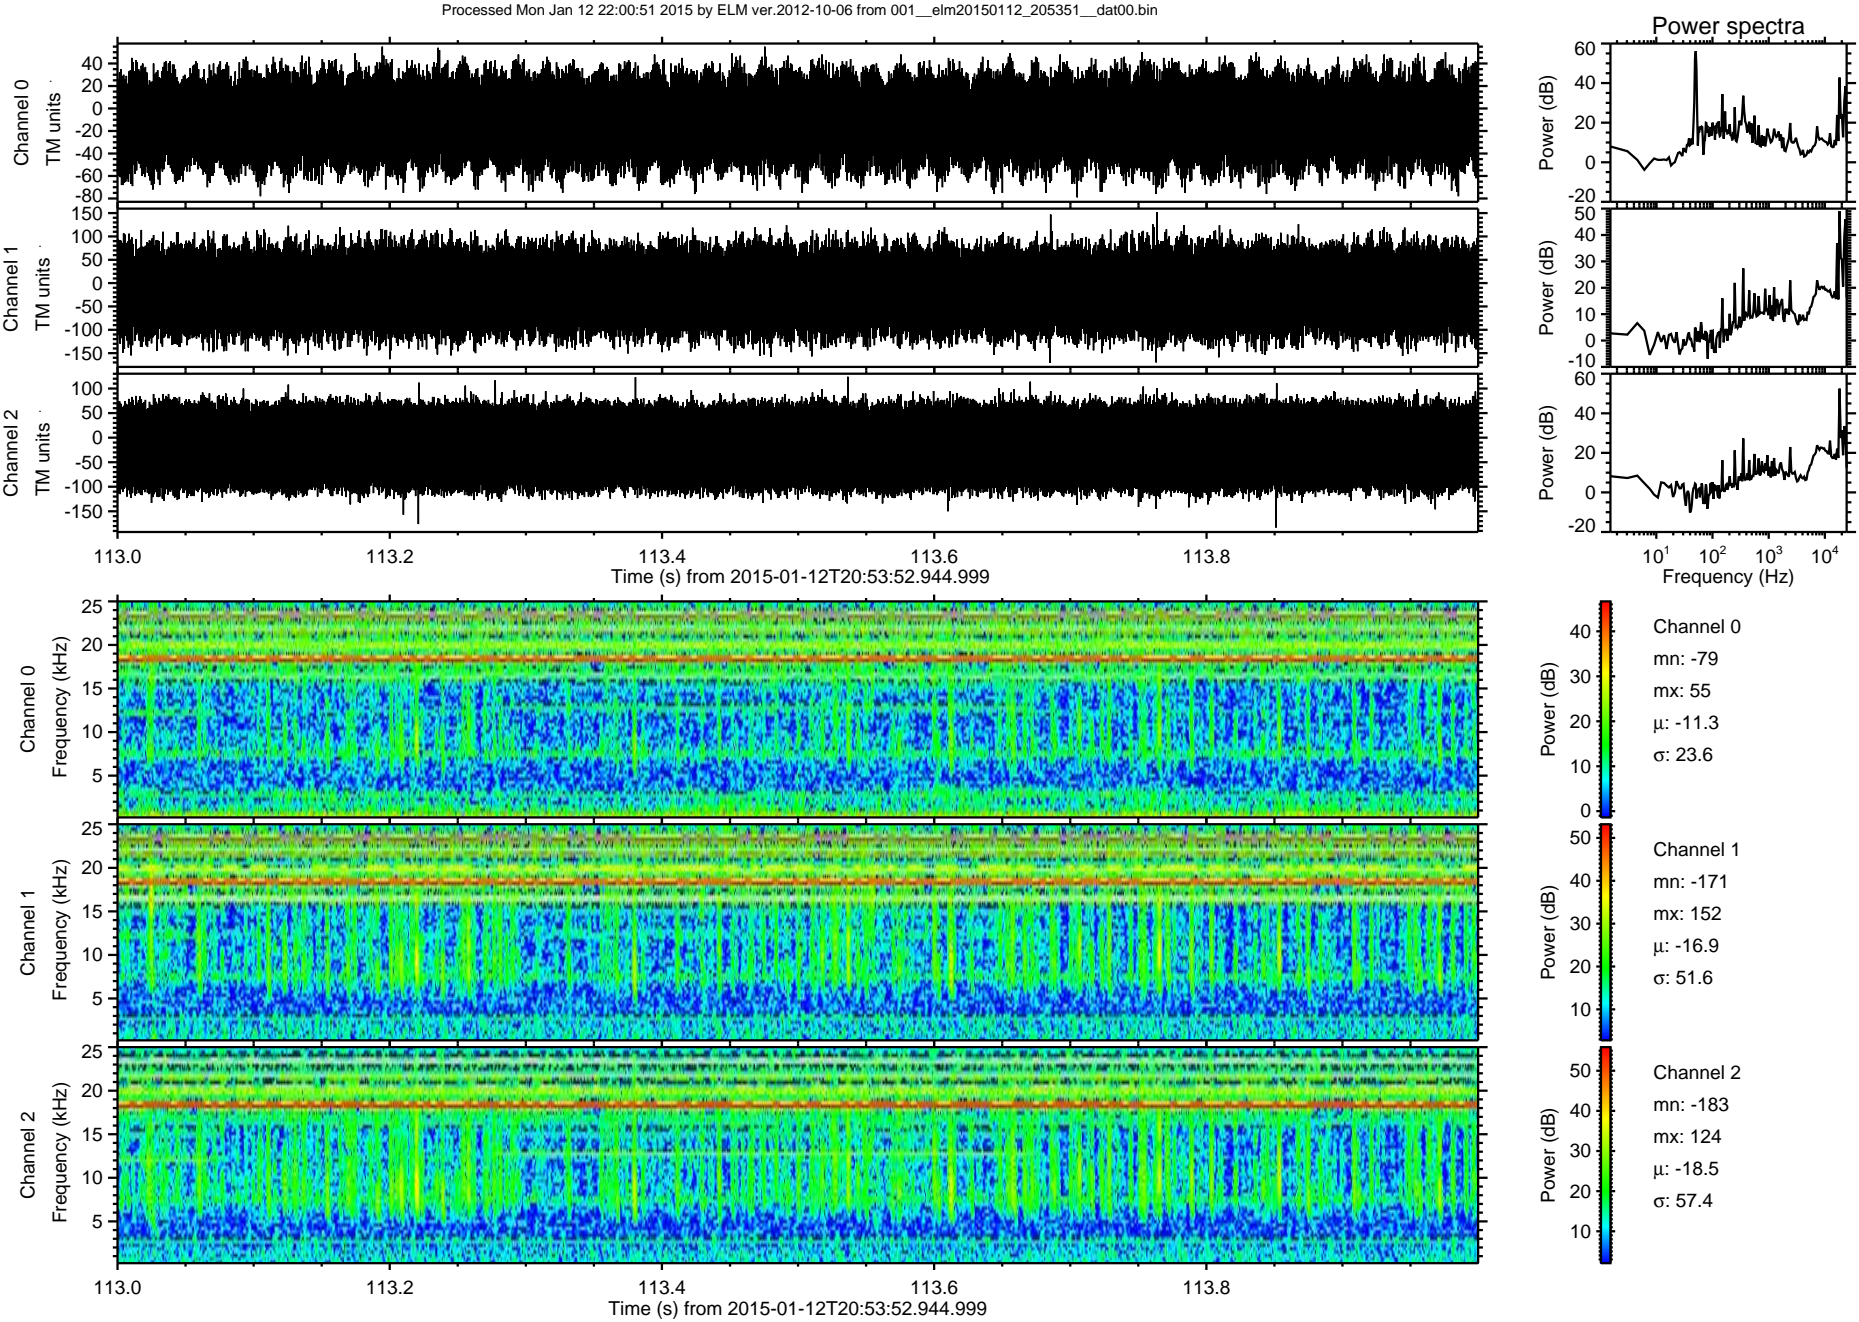 Processed Mon Jan 12 22:00:51 2015 by ELM ver.2012-10-06 from 001__elm20150112_205351__dat00.bin
Power spectra
Channel 0
TM units
40
20
0
-20
-40
-60
-80
Power (dB)
60
40
20
0
-20
Channel 1
TM units
150
100
50
0
-50
-100
-150
Power (dB)
50
40
30
20
10
0
-10
Channel 2
TM units
100
50
0
-50
-100
-150
Power (dB)
60
40
20
0
-20
113.0 113.2 113.4 113.6 113.8
Time (s) from 2015-01-12T20:53:52.944.999
10^1 10^2 10^3 10^4
Frequency (Hz)
Channel 0
Frequency (kHz)
25
20
15
10
5
Power (dB)
40
30
20
10
0
Channel 0
mn: -79
mx: 55
μ: -11.3
σ: 23.6
Channel 1
Frequency (kHz)
25
20
15
10
5
Power (dB)
50
40
30
20
10
Channel 1
mn: -171
mx: 152
μ: -16.9
σ: 51.6
Channel 2
Frequency (kHz)
25
20
15
10
5
Power (dB)
50
40
30
20
10
Channel 2
mn: -183
mx: 124
μ: -18.5
σ: 57.4
113.0 113.2 113.4 113.6 113.8
Time (s) from 2015-01-12T20:53:52.944.999